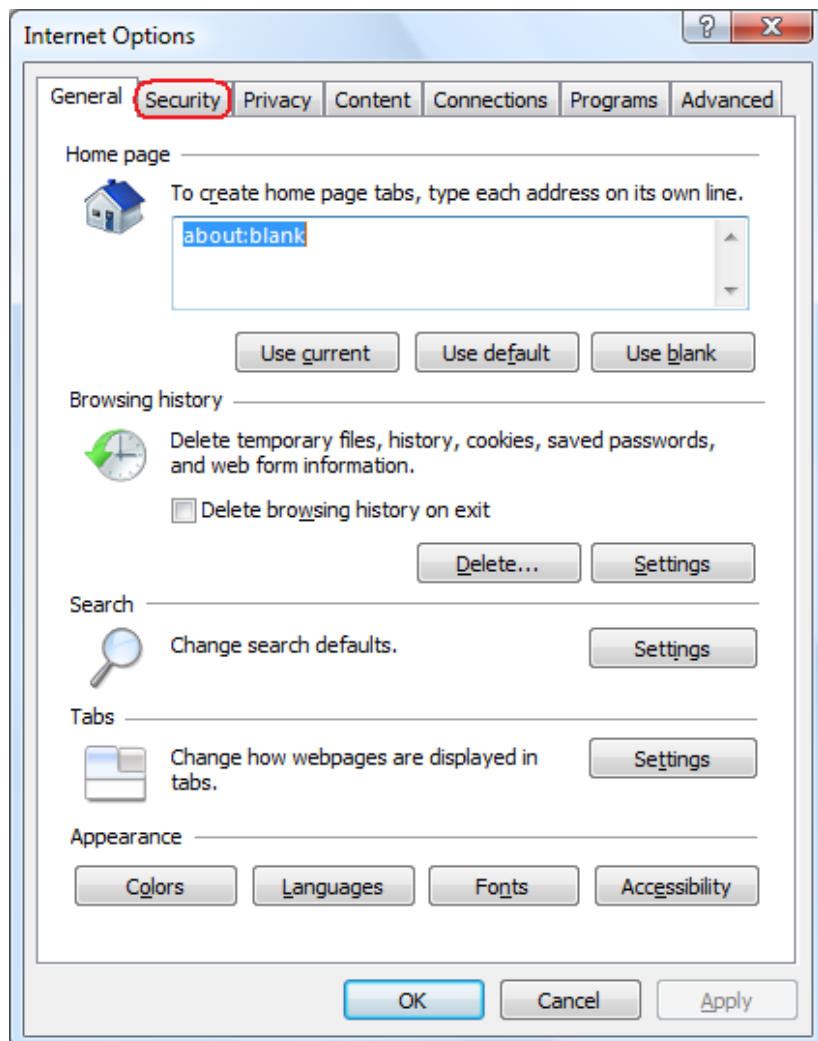 Internet Options
?
General Security Privacy Content Connections Programs Advanced
Home page
To create home page tabs, type each address on its own line.
about:blank
Use current Use default Use blank
Browsing history
Delete temporary files, history, cookies, saved passwords,
and web form information.
Delete browsing history on exit
Delete... Settings
Search
Change search defaults.
Settings
Tabs
Change how webpages are displayed in
tabs.
Settings
Appearance
Colors Languages Fonts Accessibility
OK Cancel Apply